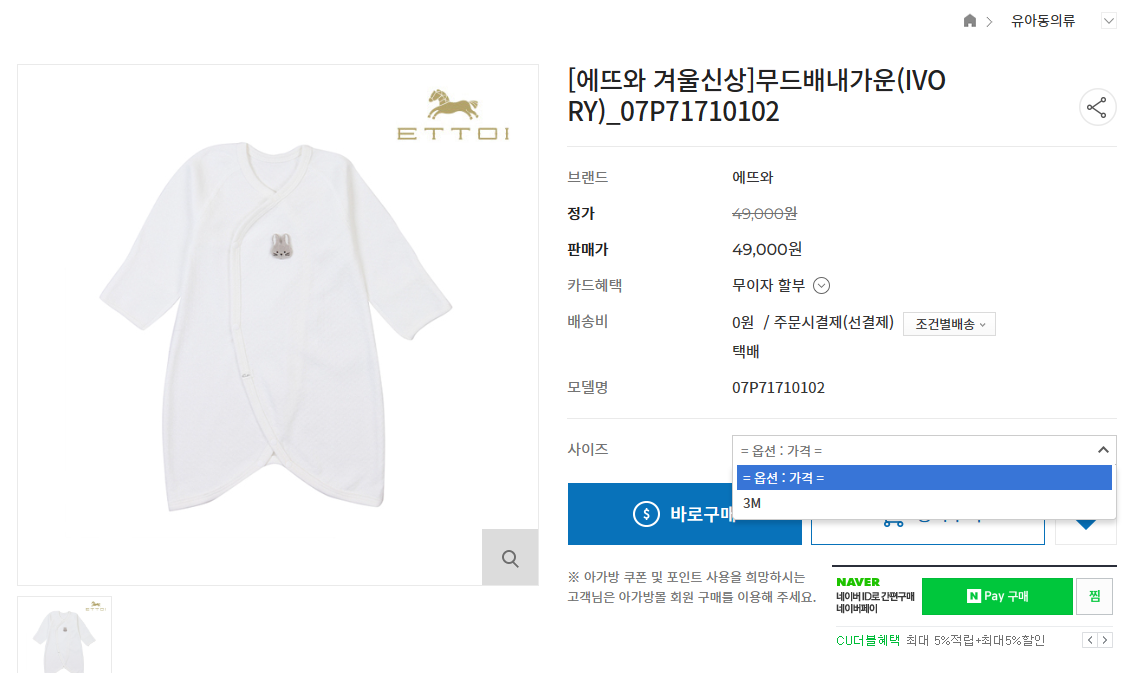 유아동의류
ETTOI
[에뜨와 겨울신상]무드배내가운(IVO
RY)_07P71710102
브랜드 에뜨와
정가 49,000원
판매가 49,000원
카드혜택 무이자 할부
배송비 0원 / 주문시결제(선결제) 조건별배송
택배
모델명 07P71710102
사이즈 = 옵션 : 가격 =
= 옵션 : 가격 =
3M
바로구매
※ 아가방 쿠폰 및 포인트 사용을 희망하시는
고객님은 아가방몰 회원 구매를 이용해 주세요.
NAVER
네이버 ID로 간편구매
네이버페이
N Pay 구매
찜
CU더블혜택 최대 5%적립+최대5%할인
ETTOI